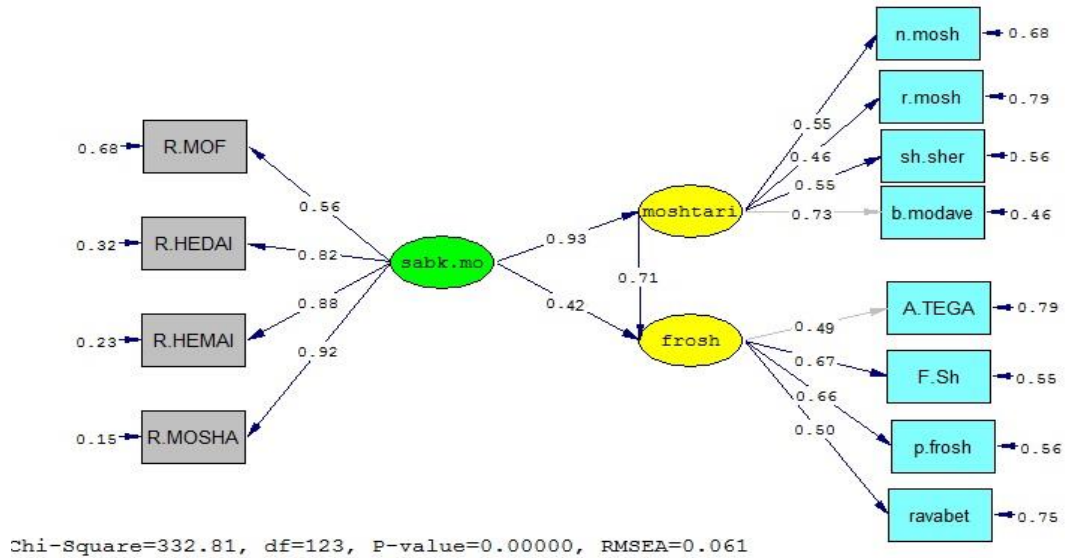 n.mosh
0.68
r.mosh
0.79
sh.sher
0.56
b.modave
0.46
0.55
0.46
0.55
0.73
0.68
R.MOF
0.56
0.32
R.HEDAI
0.82
0.23
R.HEMAI
0.88
0.15
R.MOSHA
0.92
sabk.mo
0.93
0.42
moshtari
0.71
frosh
0.49
0.67
0.66
0.50
A.TEGA
0.79
F.Sh
0.55
p.frosh
0.56
ravabet
0.75
Chi-Square=332.81, df=123, P-value=0.00000, RMSEA=0.061